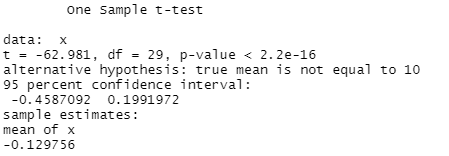 One Sample t-test
data: x
t = -62.981, df = 29, p-value < 2.2e-16
alternative hypothesis: true mean is not equal to 10
95 percent confidence interval:
-0.4587092 0.1991972
sample estimates:
mean of x
-0.129756